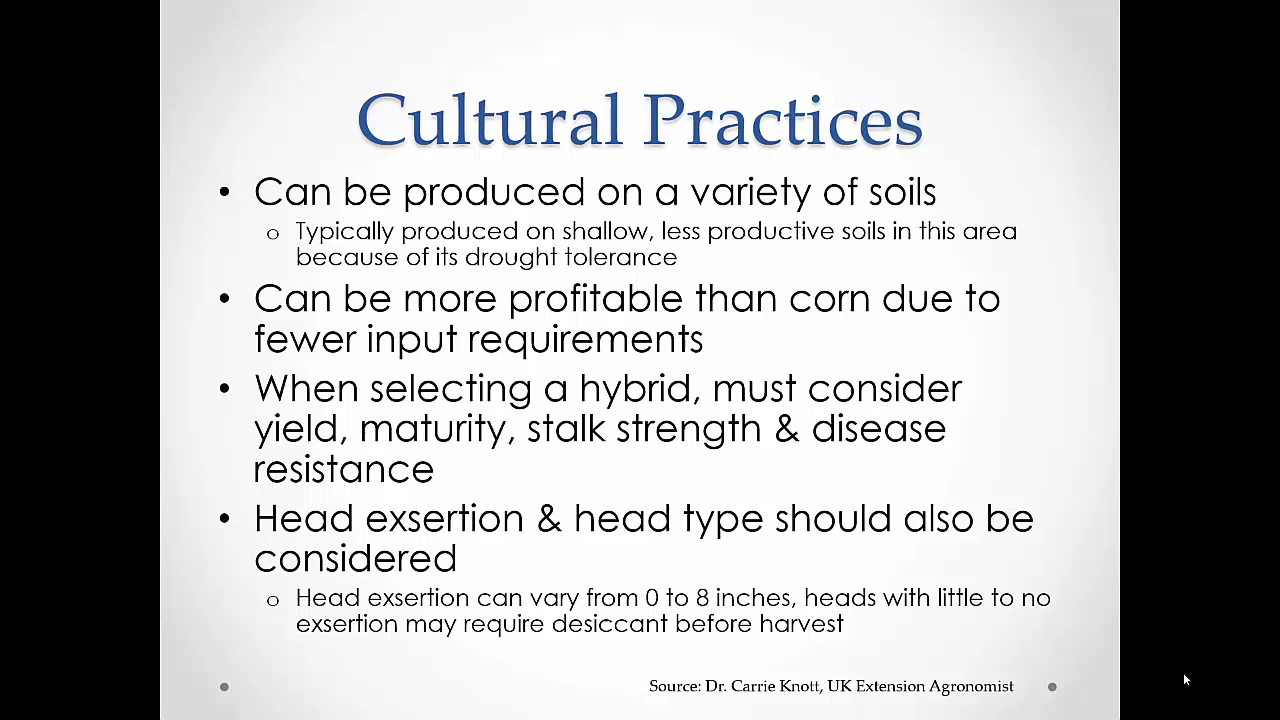 Cultural Practices
• Can be produced on a variety of soils
o Typically produced on shallow, less productive soils in this area
because of its drought tolerance
• Can be more profitable than corn due to
fewer input requirements
• When selecting a hybrid, must consider
yield, maturity, stalk strength & disease
resistance
• Head exsertion & head type should also be
considered
o Head exsertion can vary from 0 to 8 inches, heads with little to no
exsertion may require desiccant before harvest
Source: Dr. Carrie Knott, UK Extension Agronomist